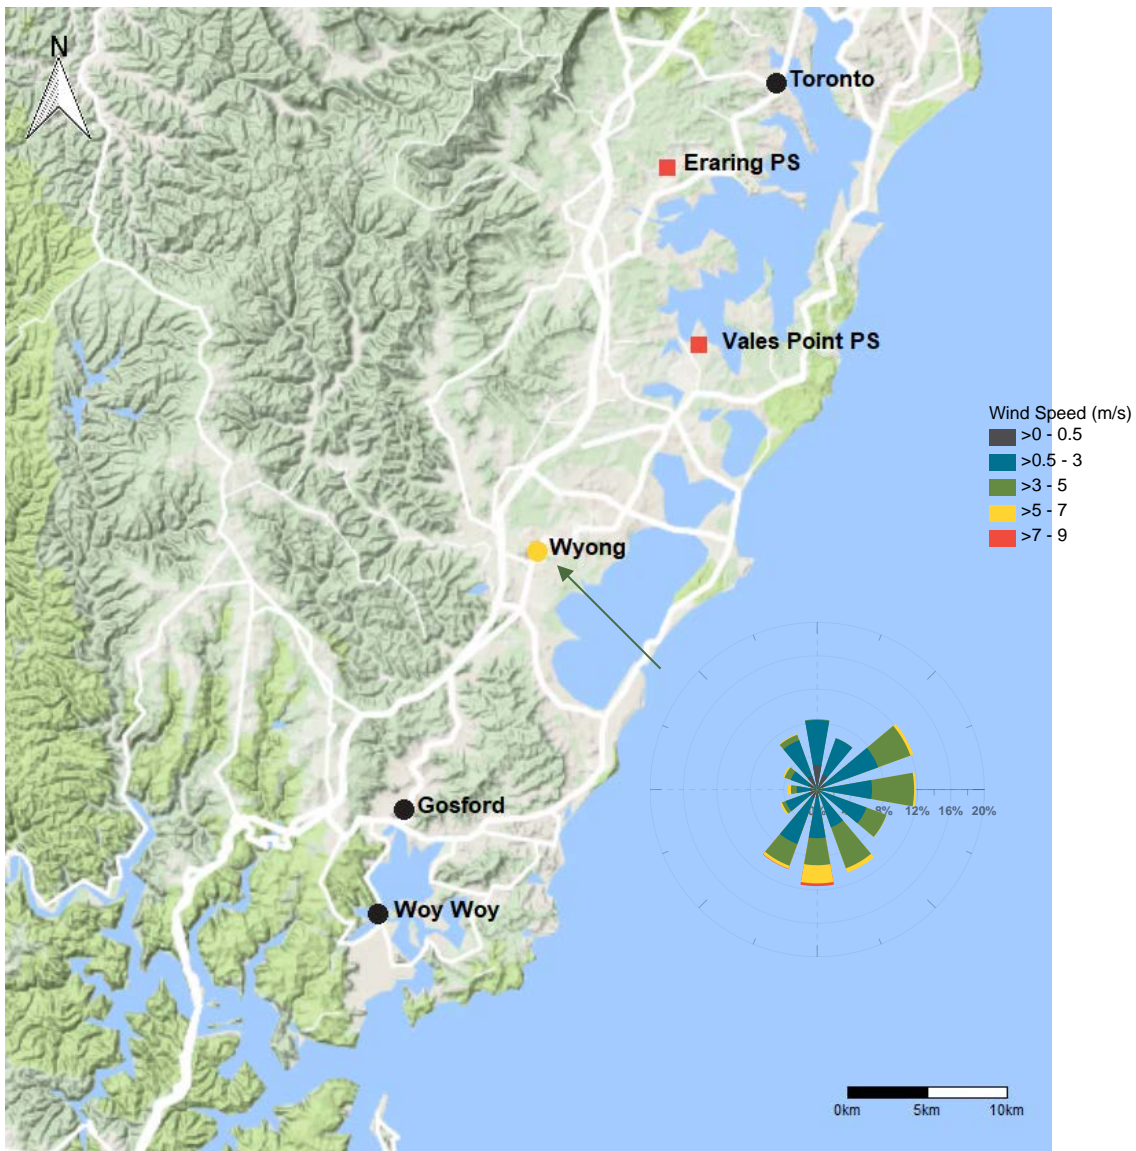 N
Toronto
Eraring PS
Vales Point PS
Wind Speed (m/s)
>0 - 0.5
>0.5 - 3
>3 - 5
>5 - 7
>7 - 9
Wyong
8% 12% 16% 20%
Gosford
Woy Woy
0km 5km 10km